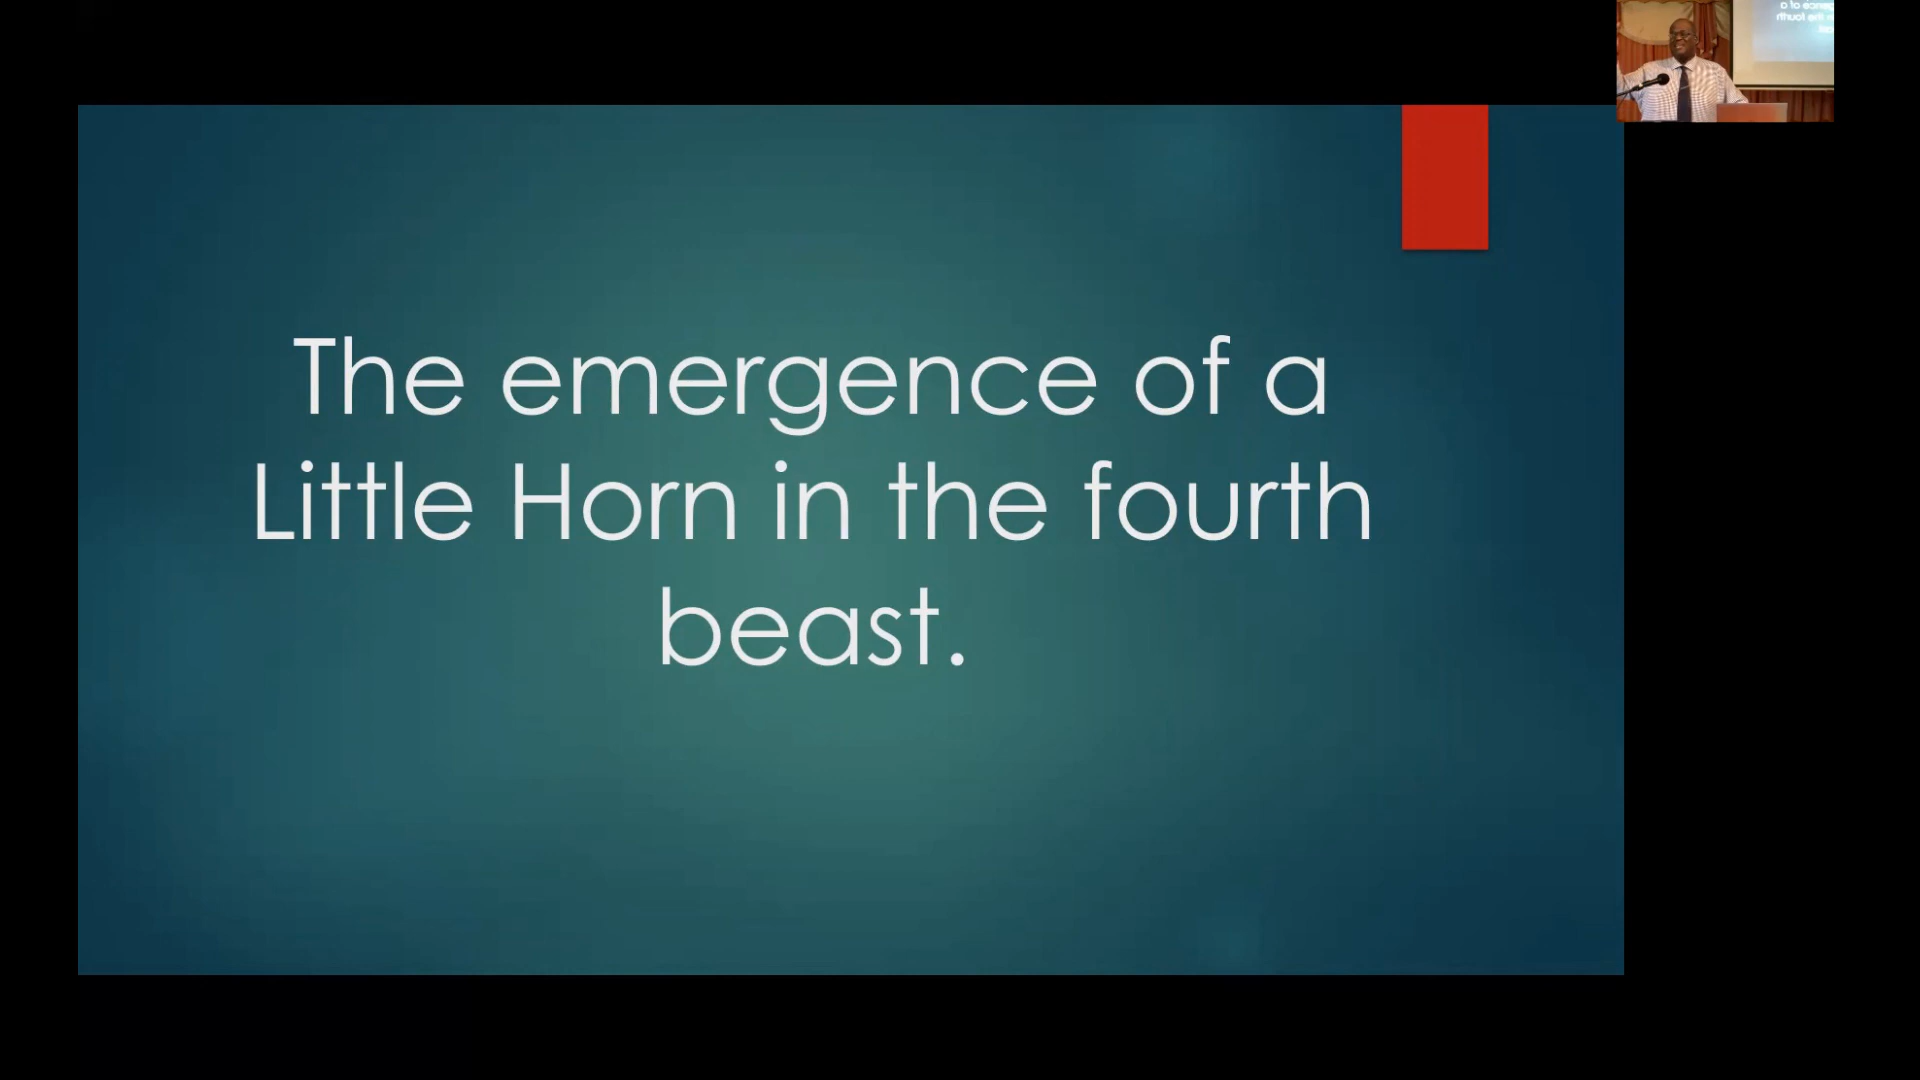 The emergence of a
Little Horn in the fourth
beast.